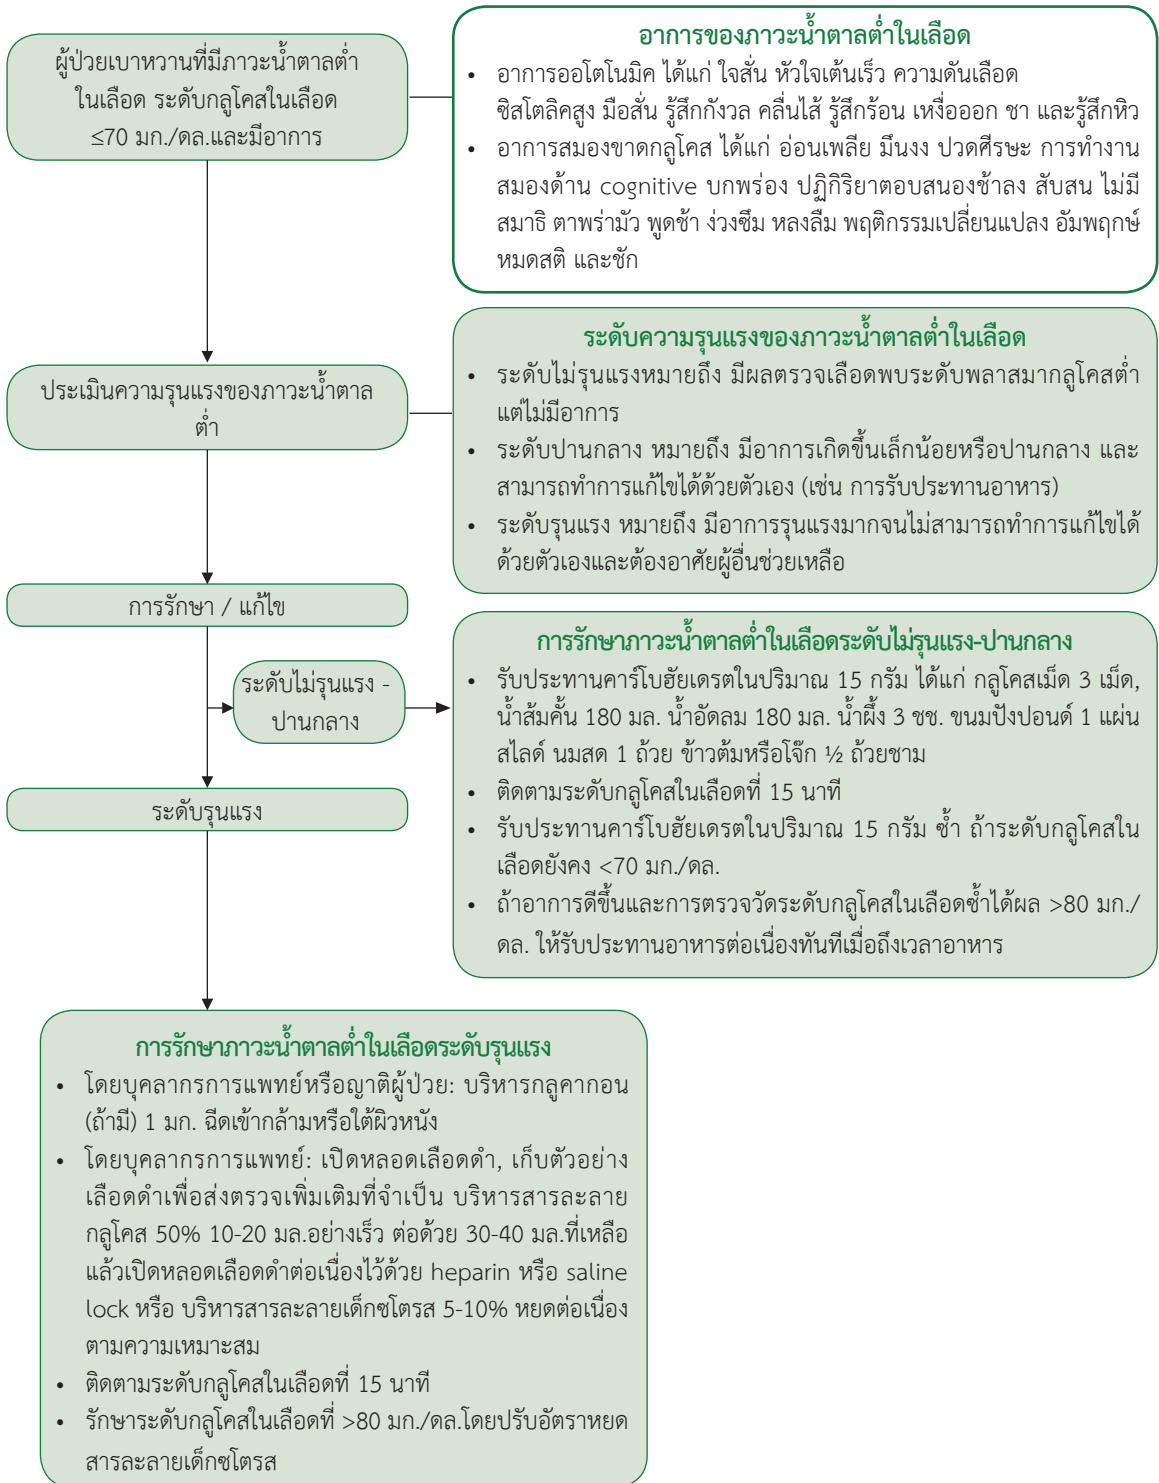 ผู้ป่วยเบาหวานที่มีภาวะน้ำตาลต่ำ
ในเลือด ระดับกลูโคสในเลือด
≤70 มก./ดล.และมีอาการ
อาการของภาวะน้ำตาลต่ำในเลือด
• อาการออโตโนมิค ได้แก่ ใจสั่น หัวใจเต้นเร็ว ความดันเลือด
ซิสโตลิคสูง มือสั่น รู้สึกกังวล คลื่นไส้ รู้สึกร้อน เหงื่อออก ชา และรู้สึกหิว
• อาการสมองขาดกลูโคส ได้แก่ อ่อนเพลีย มึนงง ปวดศีรษะ การทำงาน
สมองด้าน cognitive บกพร่อง ปฏิกิริยาตอบสนองช้าลง สับสน ไม่มี
สมาธิ ตาพร่ามัว พูดช้า ง่วงซึม หลงลืม พฤติกรรมเปลี่ยนแปลง อัมพฤกษ์
หมดสติ และชัก
ประเมินความรุนแรงของภาวะน้ำตาล
ต่ำ
ระดับความรุนแรงของภาวะน้ำตาลต่ำในเลือด
• ระดับไม่รุนแรงหมายถึง มีผลตรวจเลือดพบระดับพลาสมากลูโคสต่ำ
แต่ไม่มีอาการ
• ระดับปานกลาง หมายถึง มีอาการเกิดขึ้นเล็กน้อยหรือปานกลาง และ
สามารถทำการแก้ไขได้ด้วยตัวเอง (เช่น การรับประทานอาหาร)
• ระดับรุนแรง หมายถึง มีอาการรุนแรงมากจนไม่สามารถทำการแก้ไขได้
ด้วยตัวเองและต้องอาศัยผู้อื่นช่วยเหลือ
การรักษา / แก้ไข
ระดับไม่รุนแรง -
ปานกลาง
การรักษาภาวะน้ำตาลต่ำในเลือดระดับไม่รุนแรง-ปานกลาง
• รับประทานคาร์โบฮัยเดรตในปริมาณ 15 กรัม ได้แก่ กลูโคสเม็ด 3 เม็ด,
น้ำส้มคั้น 180 มล. น้ำอัดลม 180 มล. น้ำผึ้ง 3 ชช. ขนมปังปอนด์ 1 แผ่น
สไลด์ นมสด 1 ถ้วย ข้าวต้มหรือโจ๊ก ½ ถ้วยชาม
• ติดตามระดับกลูโคสในเลือดที่ 15 นาที
• รับประทานคาร์โบฮัยเดรตในปริมาณ 15 กรัม ซ้ำ ถ้าระดับกลูโคสใน
เลือดยังคง <70 มก./ดล.
• ถ้าอาการดีขึ้นและการตรวจวัดระดับกลูโคสในเลือดซ้ำได้ผล >80 มก./
ดล. ให้รับประทานอาหารต่อเนื่องทันทีเมื่อถึงเวลาอาหาร
ระดับรุนแรง
การรักษาภาวะน้ำตาลต่ำในเลือดระดับรุนแรง
• โดยบุคลากรการแพทย์หรือญาติผู้ป่วย: บริหารกลูคากอน
(ถ้ามี) 1 มก. ฉีดเข้ากล้ามหรือใต้ผิวหนัง
• โดยบุคลากรการแพทย์: เปิดหลอดเลือดดำ, เก็บตัวอย่าง
เลือดดำเพื่อส่งตรวจเพิ่มเติมที่จำเป็น บริหารสารละลาย
กลูโคส 50% 10-20 มล.อย่างเร็ว ต่อด้วย 30-40 มล.ที่เหลือ
แล้วเปิดหลอดเลือดดำต่อเนื่องไว้ด้วย heparin หรือ saline
lock หรือ บริหารสารละลายเด็กซโตรส 5-10% หยดต่อเนื่อง
ตามความเหมาะสม
• ติดตามระดับกลูโคสในเลือดที่ 15 นาที
• รักษาระดับกลูโคสในเลือดที่ >80 มก./ดล.โดยปรับอัตราหยด
สารละลายเด็กซโตรส